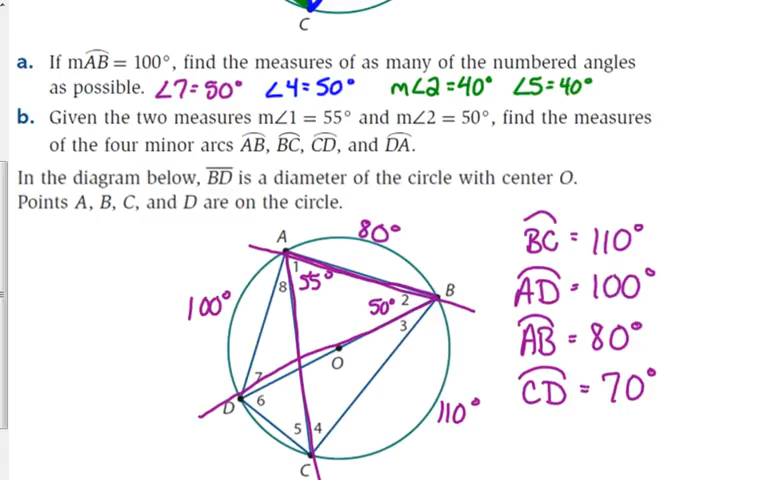 C
a. If mAB = 100°, find the measures of as many of the numbered angles
as possible. ∠7=50° ∠4=50° m∠2=40° ∠5=40°
b. Given the two measures m∠1 = 55° and m∠2 = 50°, find the measures
of the four minor arcs AB, BC, CD, and DA.
In the diagram below, BD is a diameter of the circle with center O.
Points A, B, C, and D are on the circle.
A
80°
BC = 110°
1
8 55°
B
100°
50° 2
3
AD = 100°
AB = 80°
O
7
D 6
CD = 70°
110°
5 4
C